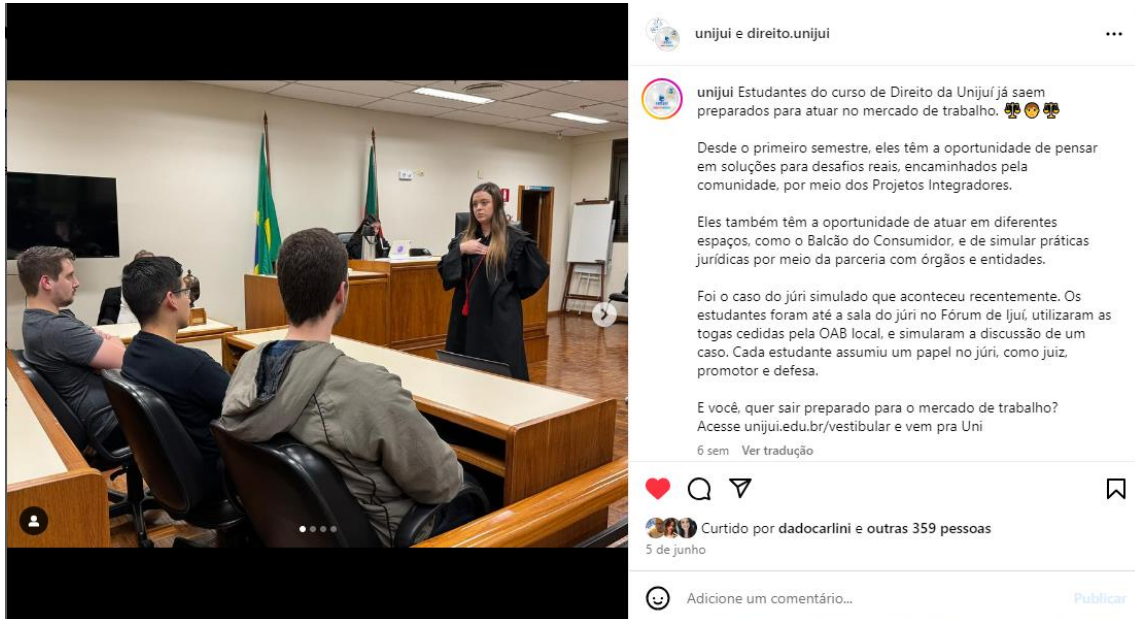 unijui e direito.unijui
unijui Estudantes do curso de Direito da Unijuí já saem
preparados para atuar no mercado de trabalho.
Desde o primeiro semestre, eles têm a oportunidade de pensar
em soluções para desafios reais, encaminhados pela
comunidade, por meio dos Projetos Integradores.
Eles também têm a oportunidade de atuar em diferentes
espaços, como o Balcão do Consumidor, e de simular práticas
jurídicas por meio da parceria com órgãos e entidades.
Foi o caso do júri simulado que aconteceu recentemente. Os
estudantes foram até a sala do júri no Fórum de Ijuí, utilizaram as
togas cedidas pela OAB local, e simularam a discussão de um
caso. Cada estudante assumiu um papel no júri, como juiz,
promotor e defesa.
E você, quer sair preparado para o mercado de trabalho?
Acesse unijui.edu.br/vestibular e vem pra Uni
6 sem Ver tradução
Curtido por dadocarlini e outras 359 pessoas
5 de junho
Adicione um comentário...
Publicar